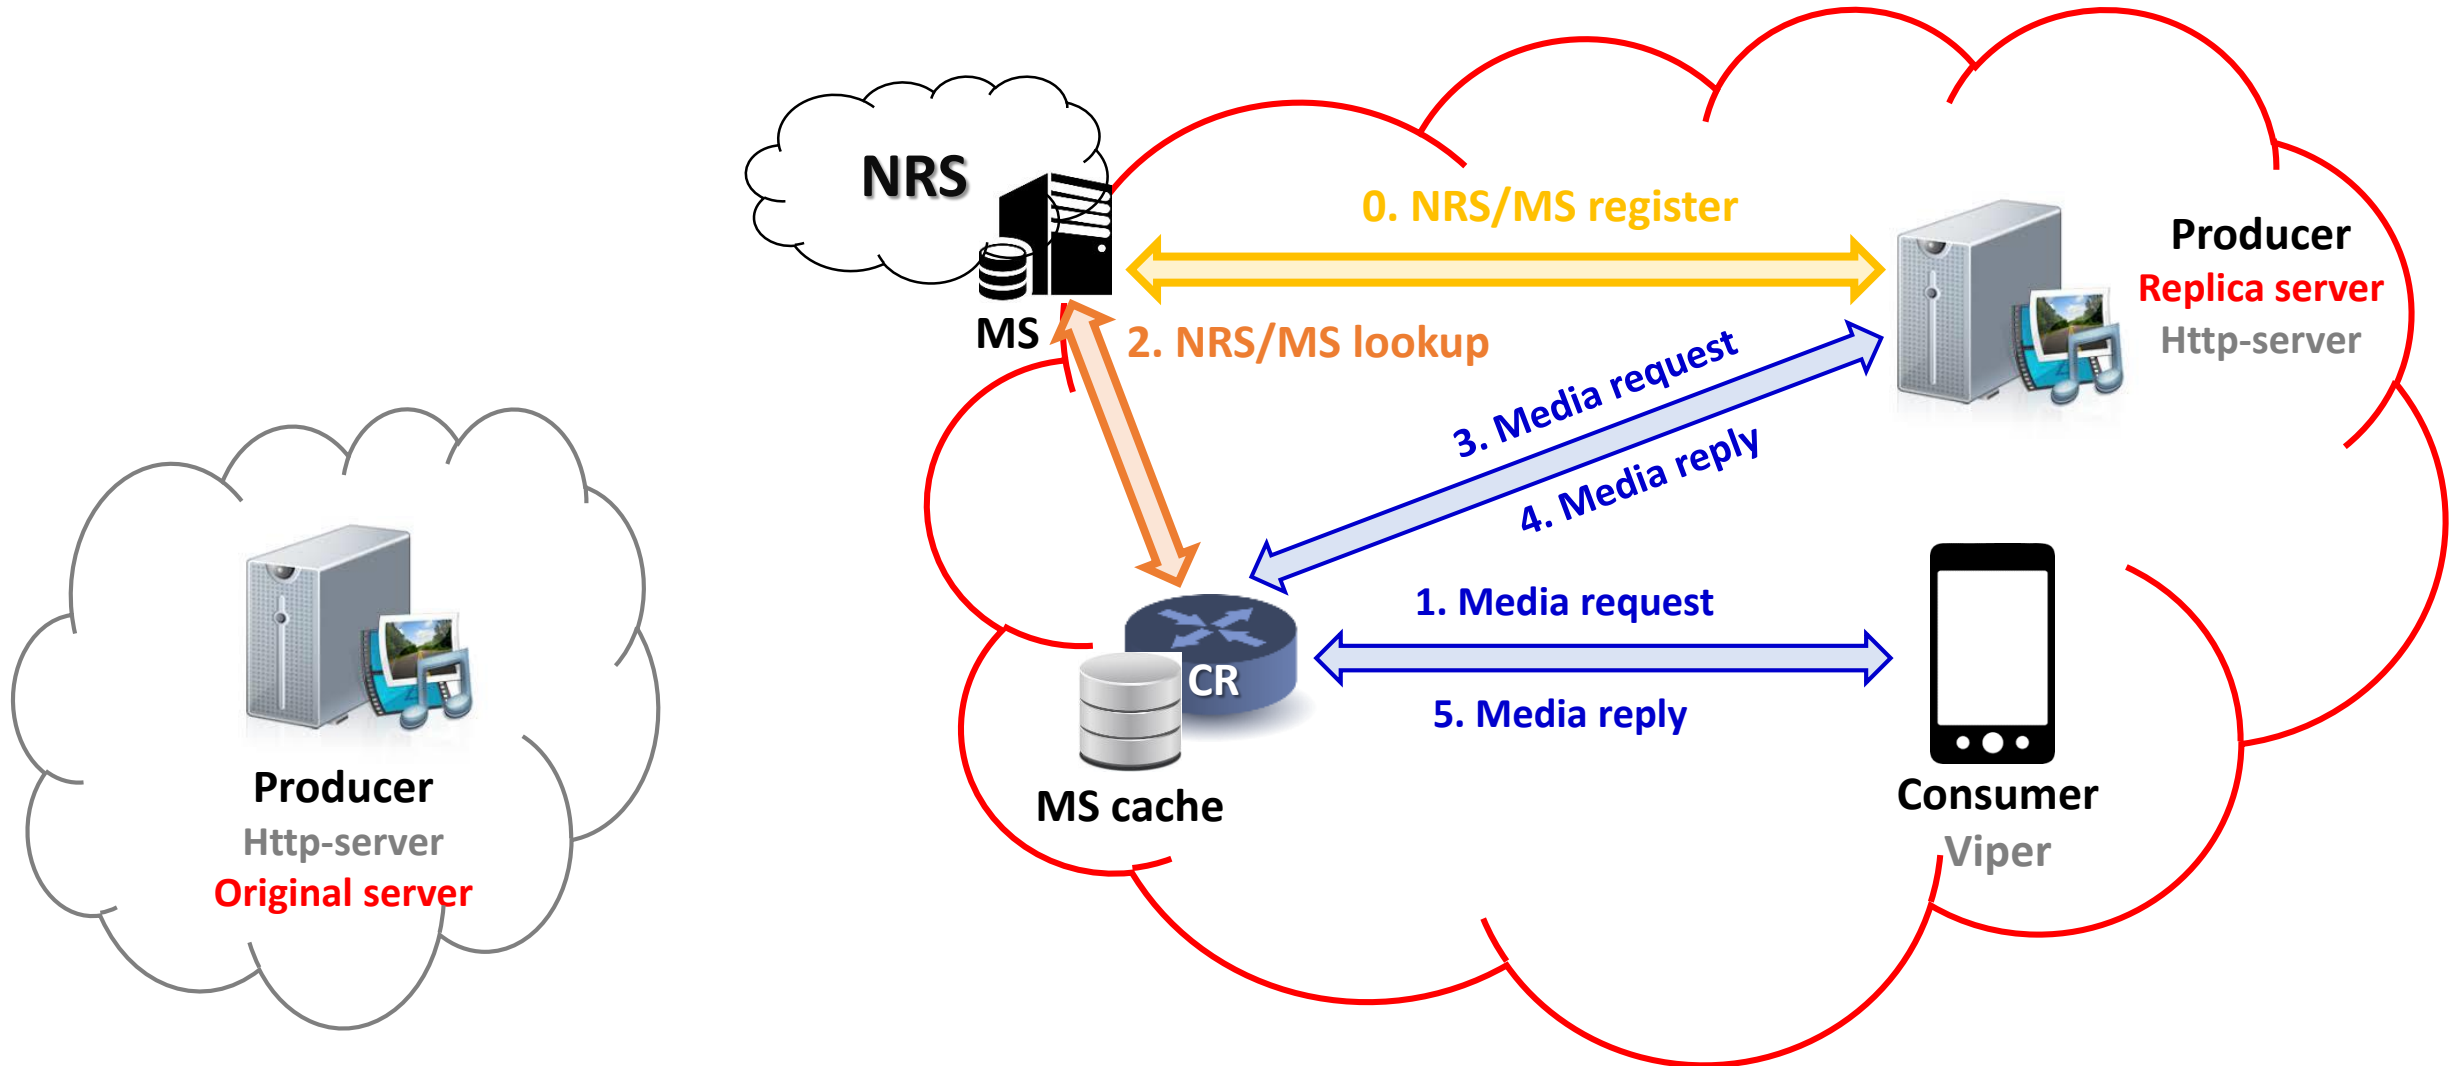 NRS
MS
0. NRS/MS register
Producer
Replica server
Http-server
2. NRS/MS lookup
3. Media request
4. Media reply
1. Media request
5. Media reply
CR
MS cache
Consumer
Viper
Producer
Http-server
Original server